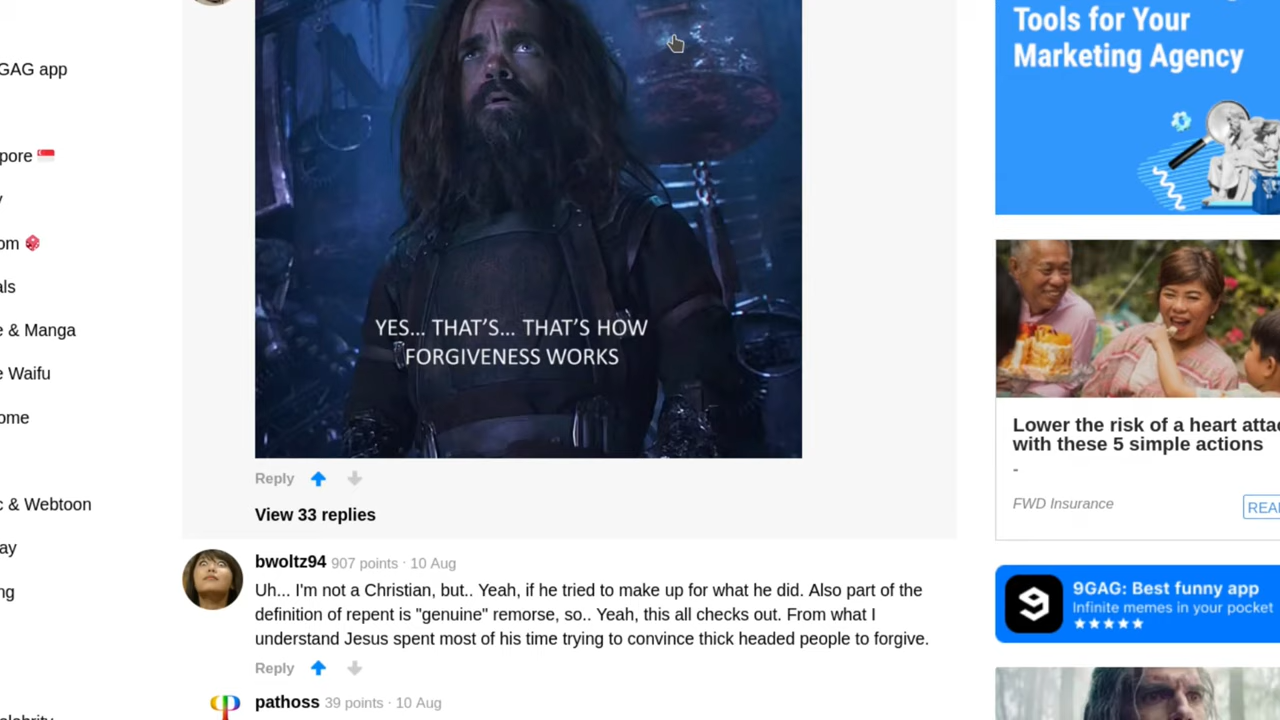 Tools for Your
Marketing Agency
GAG app
pore
om
als
e & Manga
e Waifu
ome
c & Webtoon
ay
ng
YES... THAT'S... THAT'S HOW
FORGIVENESS WORKS
Reply
View 33 replies
bwoltz94 907 points · 10 Aug
Uh... I'm not a Christian, but.. Yeah, if he tried to make up for what he did. Also part of the
definition of repent is "genuine" remorse, so.. Yeah, this all checks out. From what I
understand Jesus spent most of his time trying to convince thick headed people to forgive.
Reply
pathoss 39 points · 10 Aug
Lower the risk of a heart atta
with these 5 simple actions
-
FWD Insurance
REA
9GAG: Best funny app
Infinite memes in your pocket